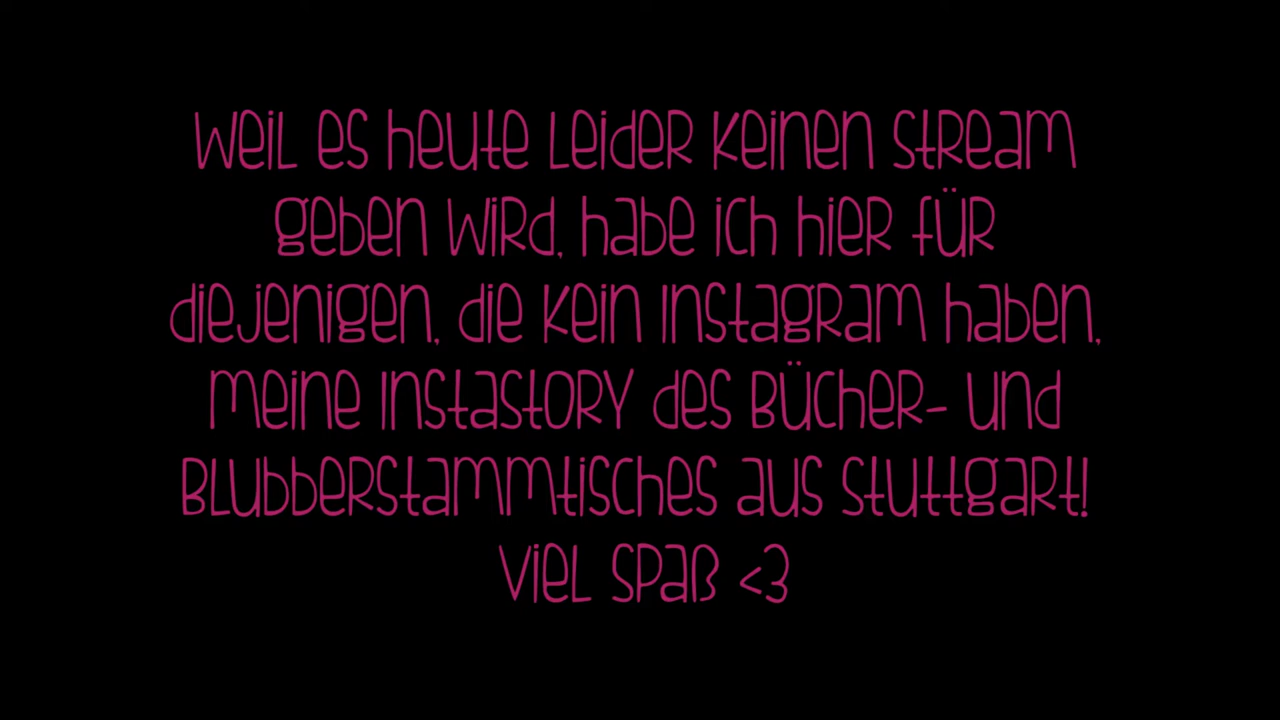 Weil es heute leider keinen Stream
geben wird, habe ich hier für
diejenigen, die kein Instagram haben,
meine Instastory des Bücher- und
Blubberstammtisches aus Stuttgart!
Viel Spaß <3